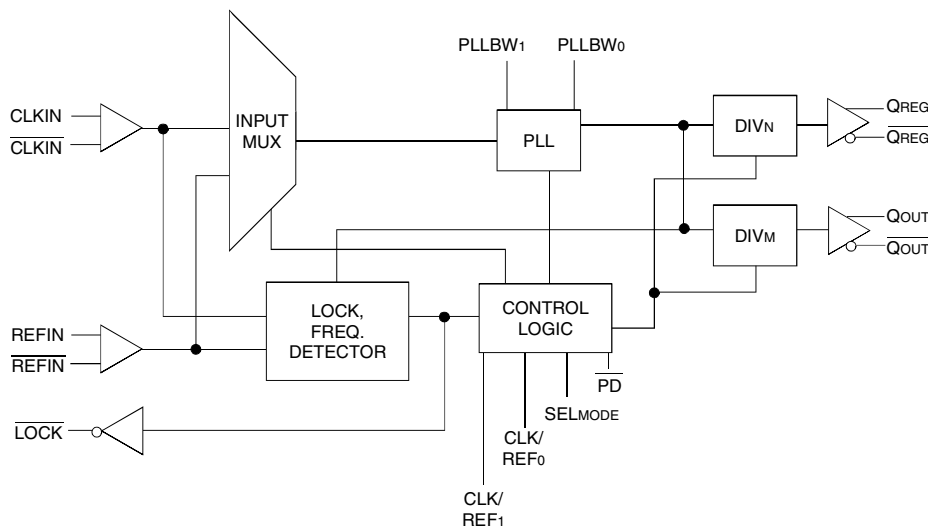 PLLBW1
PLLBW0
CLKIN
CLKIN
INPUT
MUX
PLL
DIVN
QREG
QREG
DIVM
QOUT
QOUT
REFIN
REFIN
LOCK,
FREQ.
DETECTOR
CONTROL
LOGIC
PD
SELMODE
LOCK
CLK/
REF0
CLK/
REF1